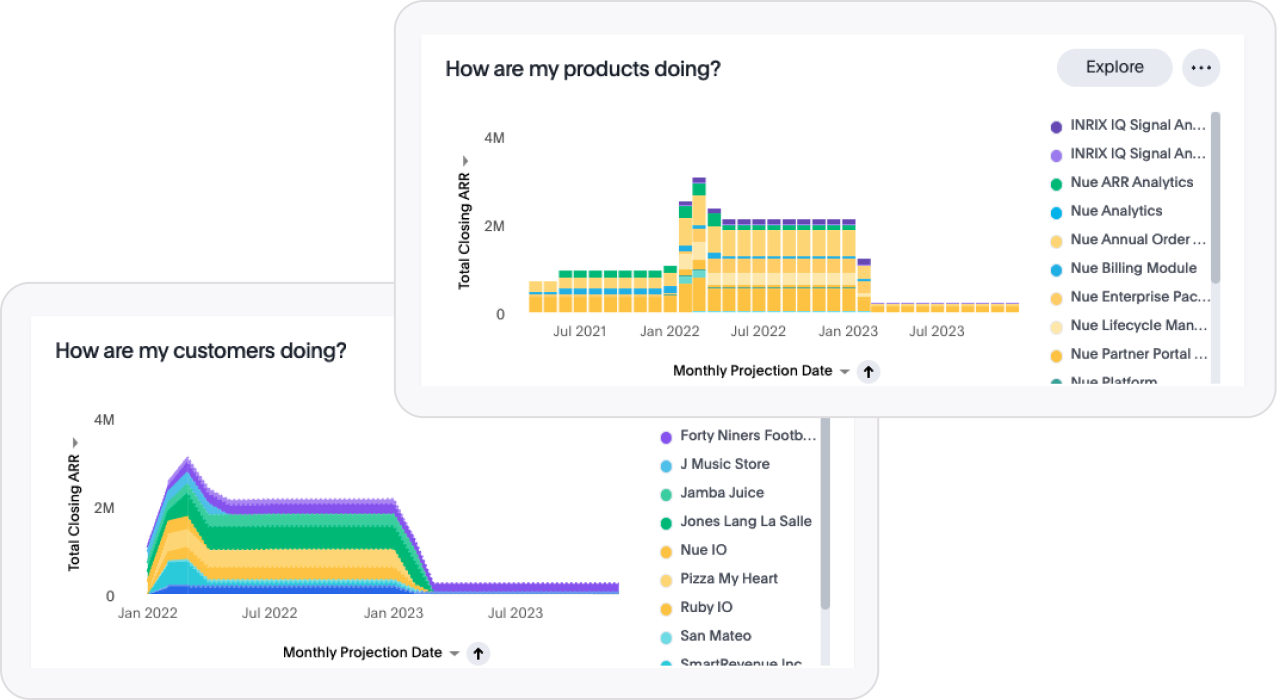 How are my products doing?
Explore
4M
2M
0
Total Closing ARR
Jul 2021
Jan 2022
Jul 2022
Jan 2023
Jul 2023
Monthly Projection Date
INRIX IQ Signal An...
INRIX IQ Signal An...
Nue ARR Analytics
Nue Analytics
Nue Annual Order ...
Nue Billing Module
Nue Enterprise Pac...
Nue Lifecycle Man...
Nue Partner Portal ...
Nue Platform
How are my customers doing?
4M
2M
0
Total Closing ARR
Jan 2022
Jul 2022
Jan 2023
Jul 2023
Monthly Projection Date
Forty Niners Footb...
J Music Store
Jamba Juice
Jones Lang La Salle
Nue IO
Pizza My Heart
Ruby IO
San Mateo
SmartRevenue Inc